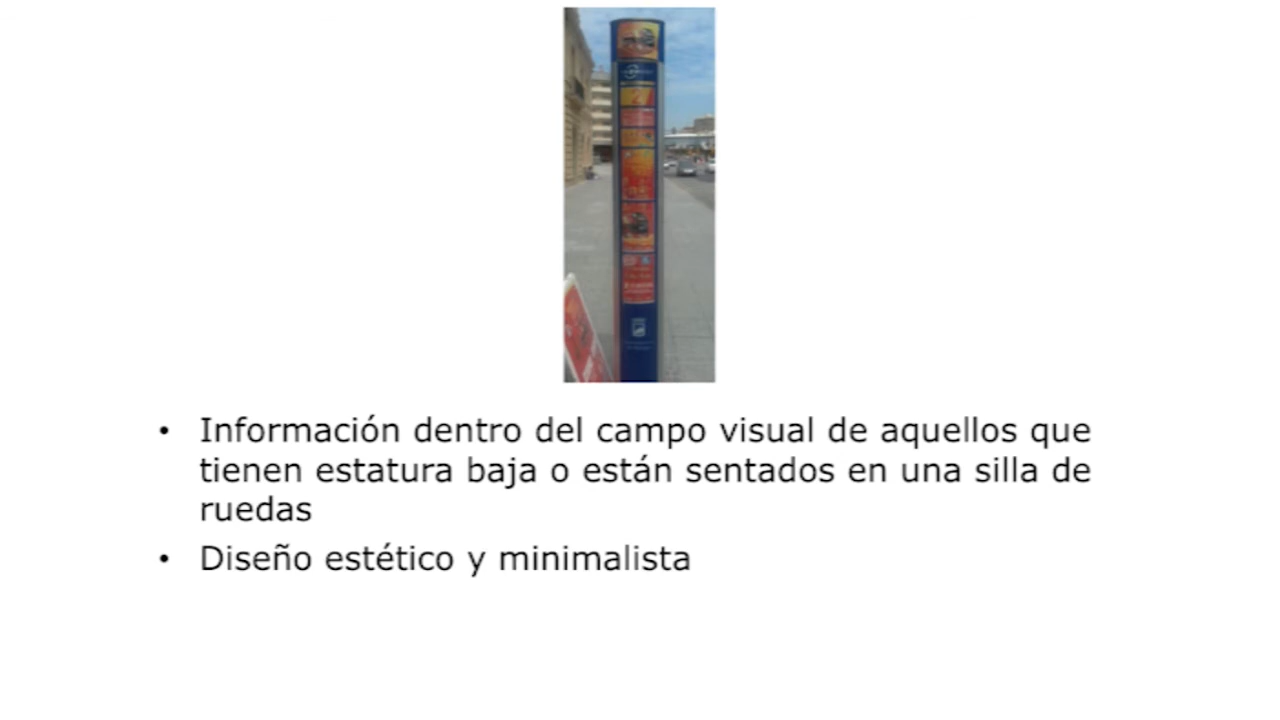 • Información dentro del campo visual de aquellos que
tienen estatura baja o están sentados en una silla de
ruedas
• Diseño estético y minimalista